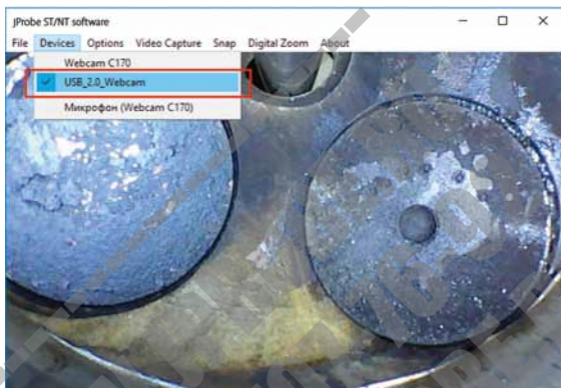 JProbe ST/NT software
File Devices Options Video Capture Snap Digital Zoom About
Webcam C170
USB_2.0_Webcam
Микрофон (Webcam C170)